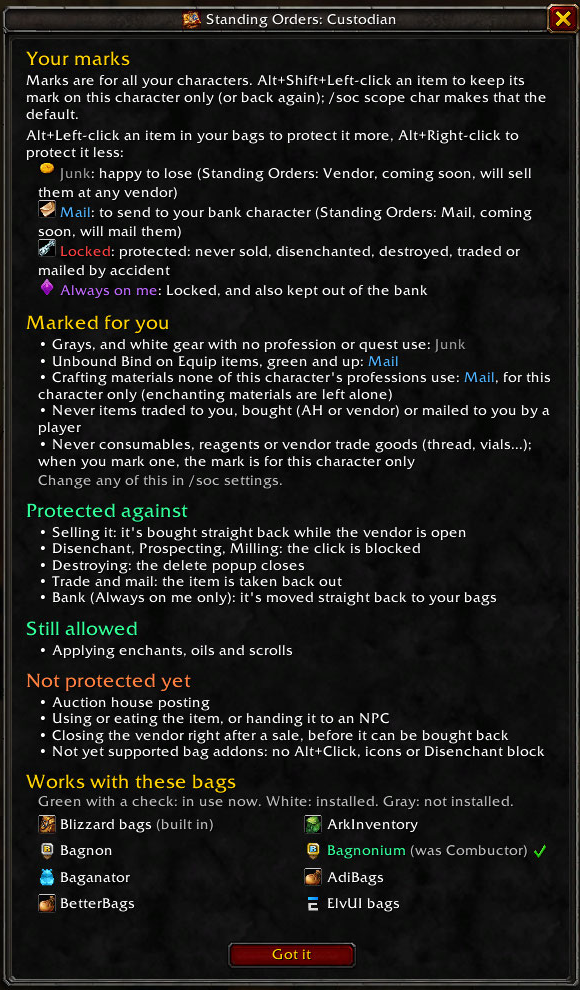 Standing Orders: Custodian
Your marks
Marks are for all your characters. Alt+Shift+Left-click an item to keep its
mark on this character only (or back again); /soc scope char makes that the
default.
Alt+Left-click an item in your bags to protect it more, Alt+Right-click to
protect it less:
Junk: happy to lose (Standing Orders: Vendor, coming soon, will sell
them at any vendor)
Mail: to send to your bank character (Standing Orders: Mail, coming
soon, will mail them)
Locked: protected: never sold, disenchanted, destroyed, traded or
mailed by accident
Always on me: Locked, and also kept out of the bank
Marked for you
• Grays, and white gear with no profession or quest use: Junk
• Unbound Bind on Equip items, green and up: Mail
• Crafting materials none of this character's professions use: Mail, for this
character only (enchanting materials are left alone)
• Never items traded to you, bought (AH or vendor) or mailed to you by a
player
• Never consumables, reagents or vendor trade goods (thread, vials...);
when you mark one, the mark is for this character only
Change any of this in /soc settings.
Protected against
• Selling it: it's bought straight back while the vendor is open
• Disenchant, Prospecting, Milling: the click is blocked
• Destroying: the delete popup closes
• Trade and mail: the item is taken back out
• Bank (Always on me only): it's moved straight back to your bags
Still allowed
• Applying enchants, oils and scrolls
Not protected yet
• Auction house posting
• Using or eating the item, or handing it to an NPC
• Closing the vendor right after a sale, before it can be bought back
• Not yet supported bag addons: no Alt+Click, icons or Disenchant block
Works with these bags
Green with a check: in use now. White: installed. Gray: not installed.
Blizzard bags (built in)
ArkInventory
Bagnon
Bagnonium (was Combuctor)
Baganator
AdiBags
BetterBags
ElvUI bags
Got it